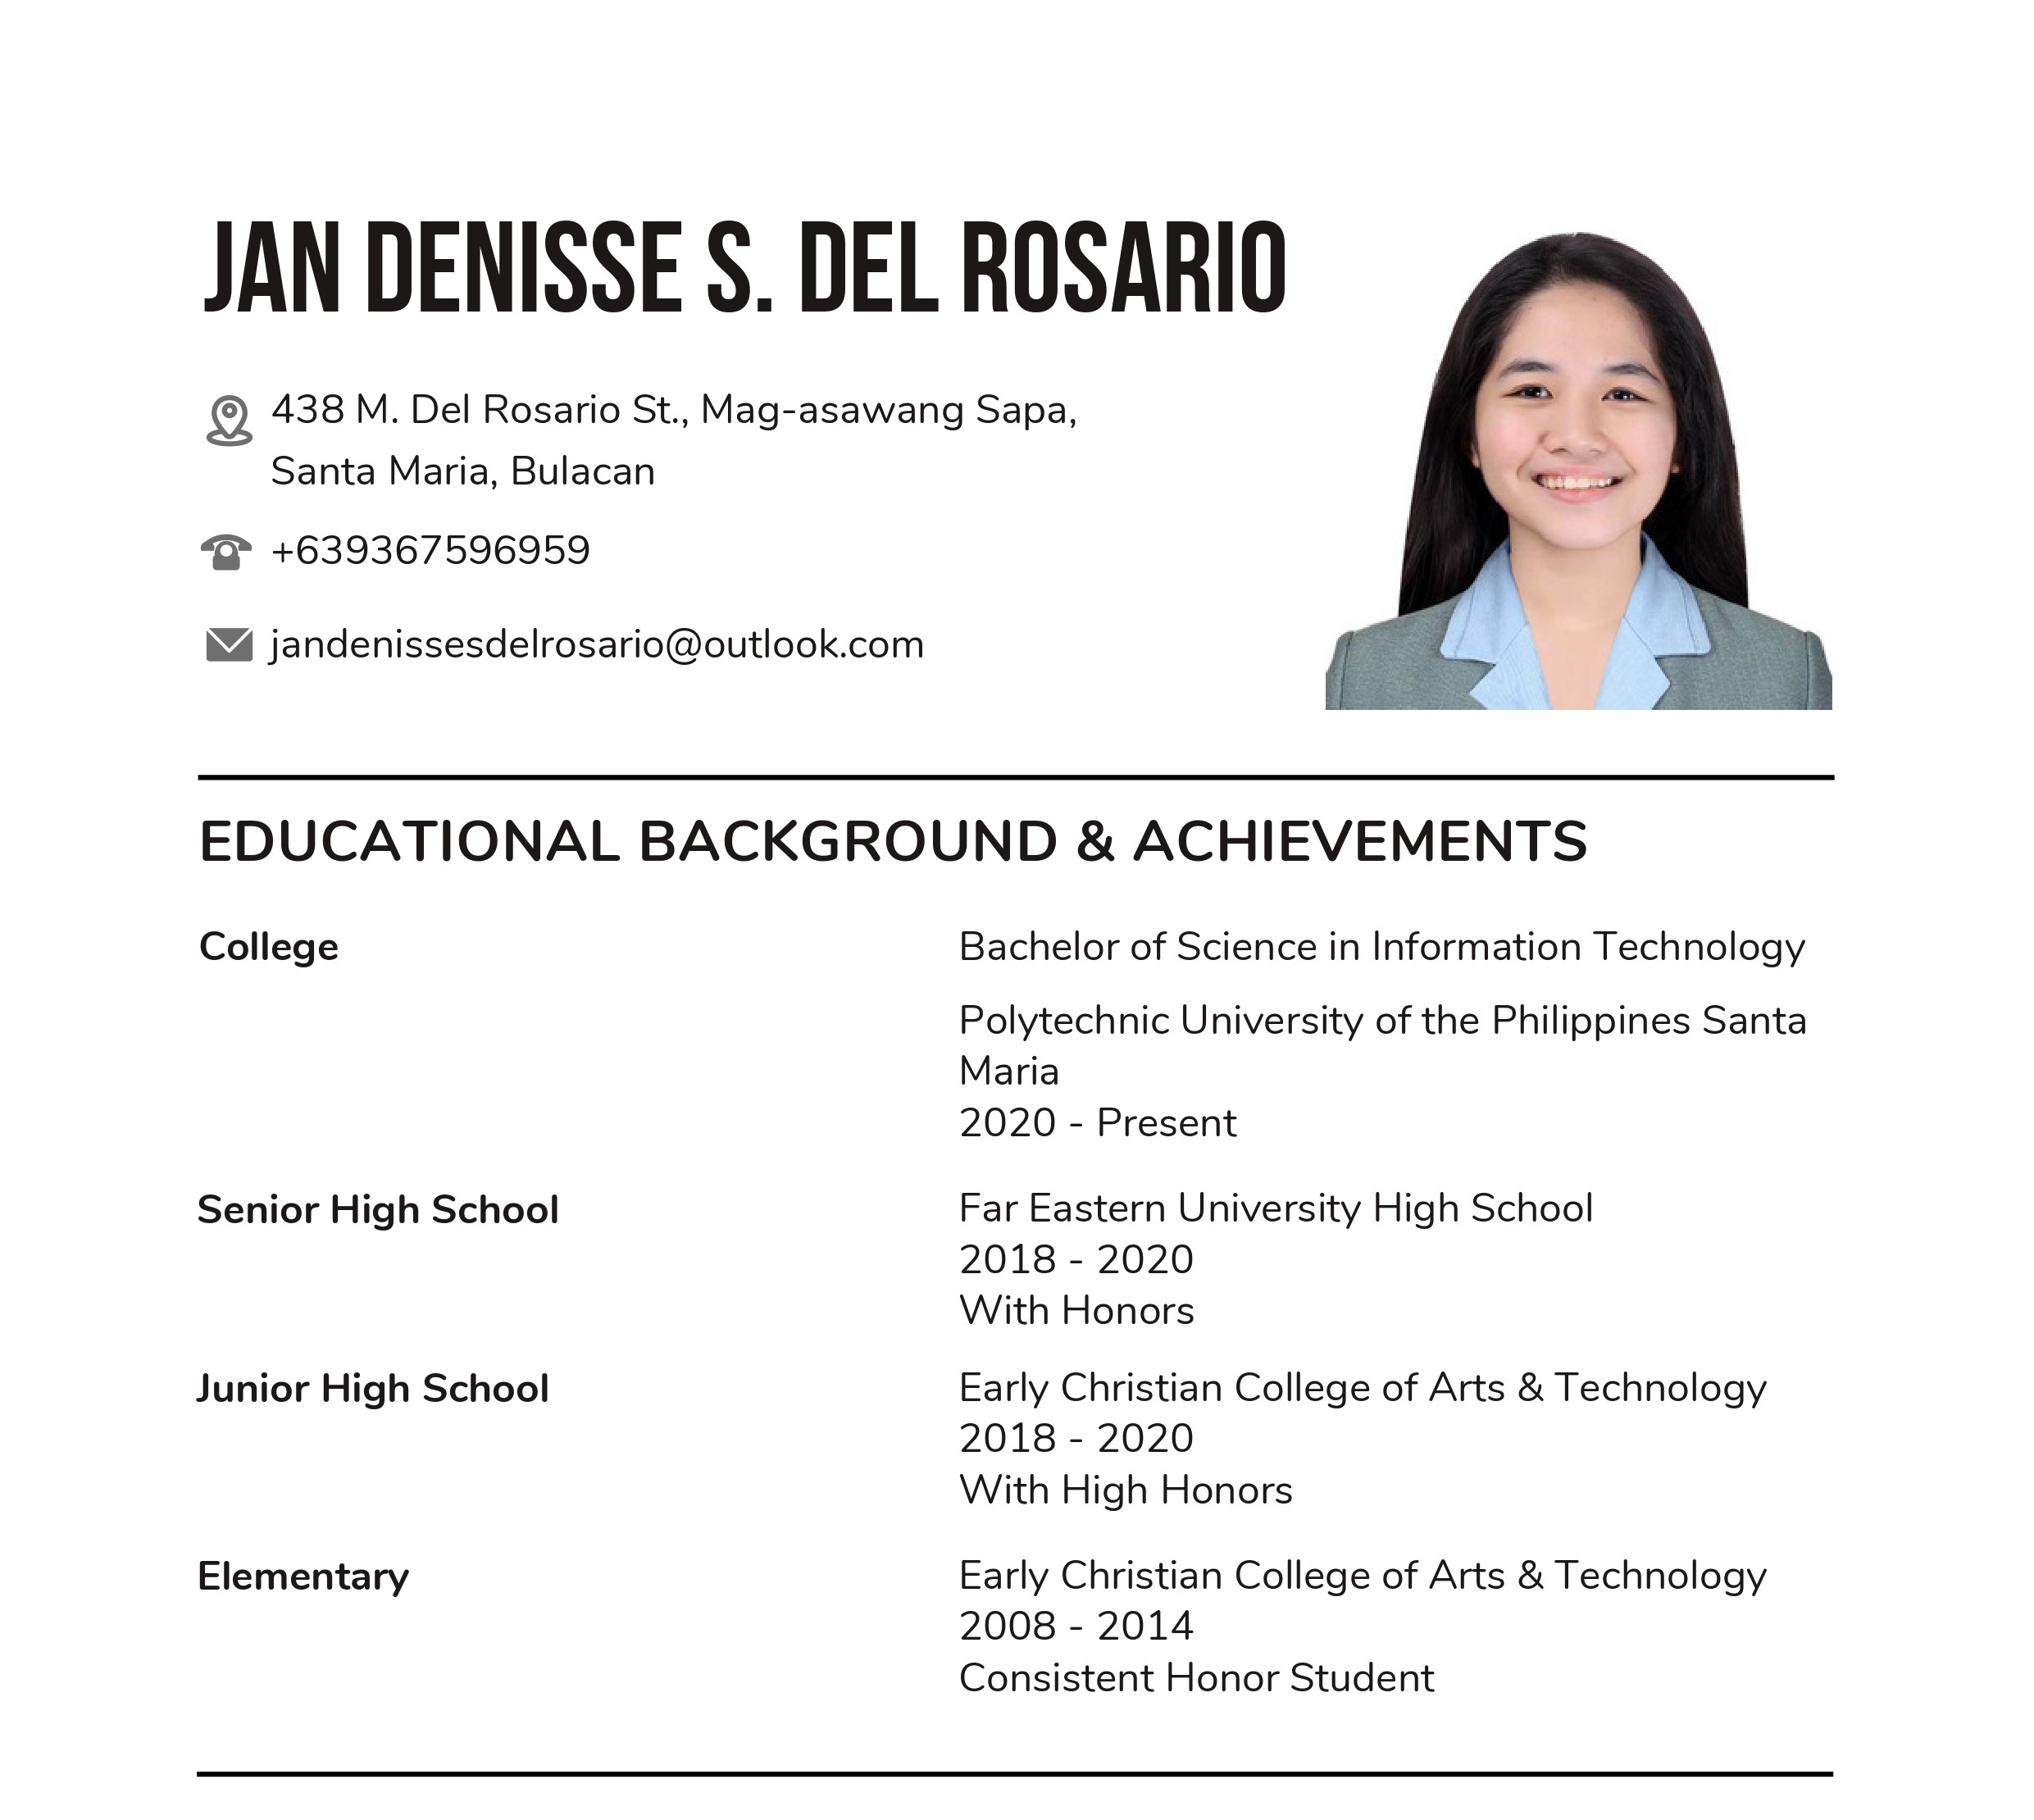 JAN DENISSE S. DEL ROSARIO
438 M. Del Rosario St., Mag-asawang Sapa,
Santa Maria, Bulacan
+639367596959
jandenissesdelrosario@outlook.com
EDUCATIONAL BACKGROUND & ACHIEVEMENTS
College
Bachelor of Science in Information Technology
Polytechnic University of the Philippines Santa
Maria
2020 - Present
Senior High School
Far Eastern University High School
2018 - 2020
With Honors
Junior High School
Early Christian College of Arts & Technology
2018 - 2020
With High Honors
Elementary
Early Christian College of Arts & Technology
2008 - 2014
Consistent Honor Student